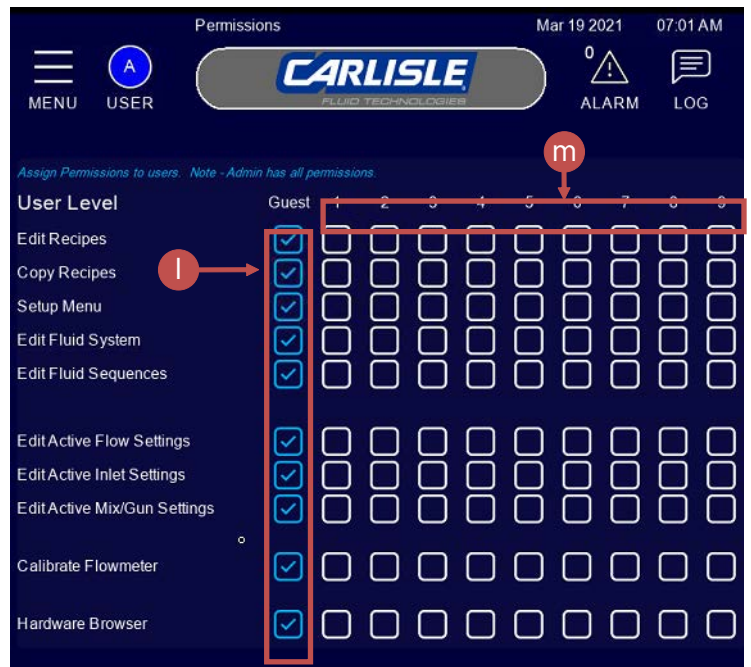 Permissions Mar 19 2021 07:01 AM
A 0
CARLISLE
MENU USER FLUID TECHNOLOGIES ALARM LOG
m
Assign Permissions to users. Note - Admin has all permissions.
User Level Guest 1 2 3 4 5 6 7 8 9
Edit Recipes
Copy Recipes
l
Setup Menu
Edit Fluid System
Edit Fluid Sequences
Edit Active Flow Settings
Edit Active Inlet Settings
Edit Active Mix/Gun Settings
Calibrate Flowmeter
Hardware Browser